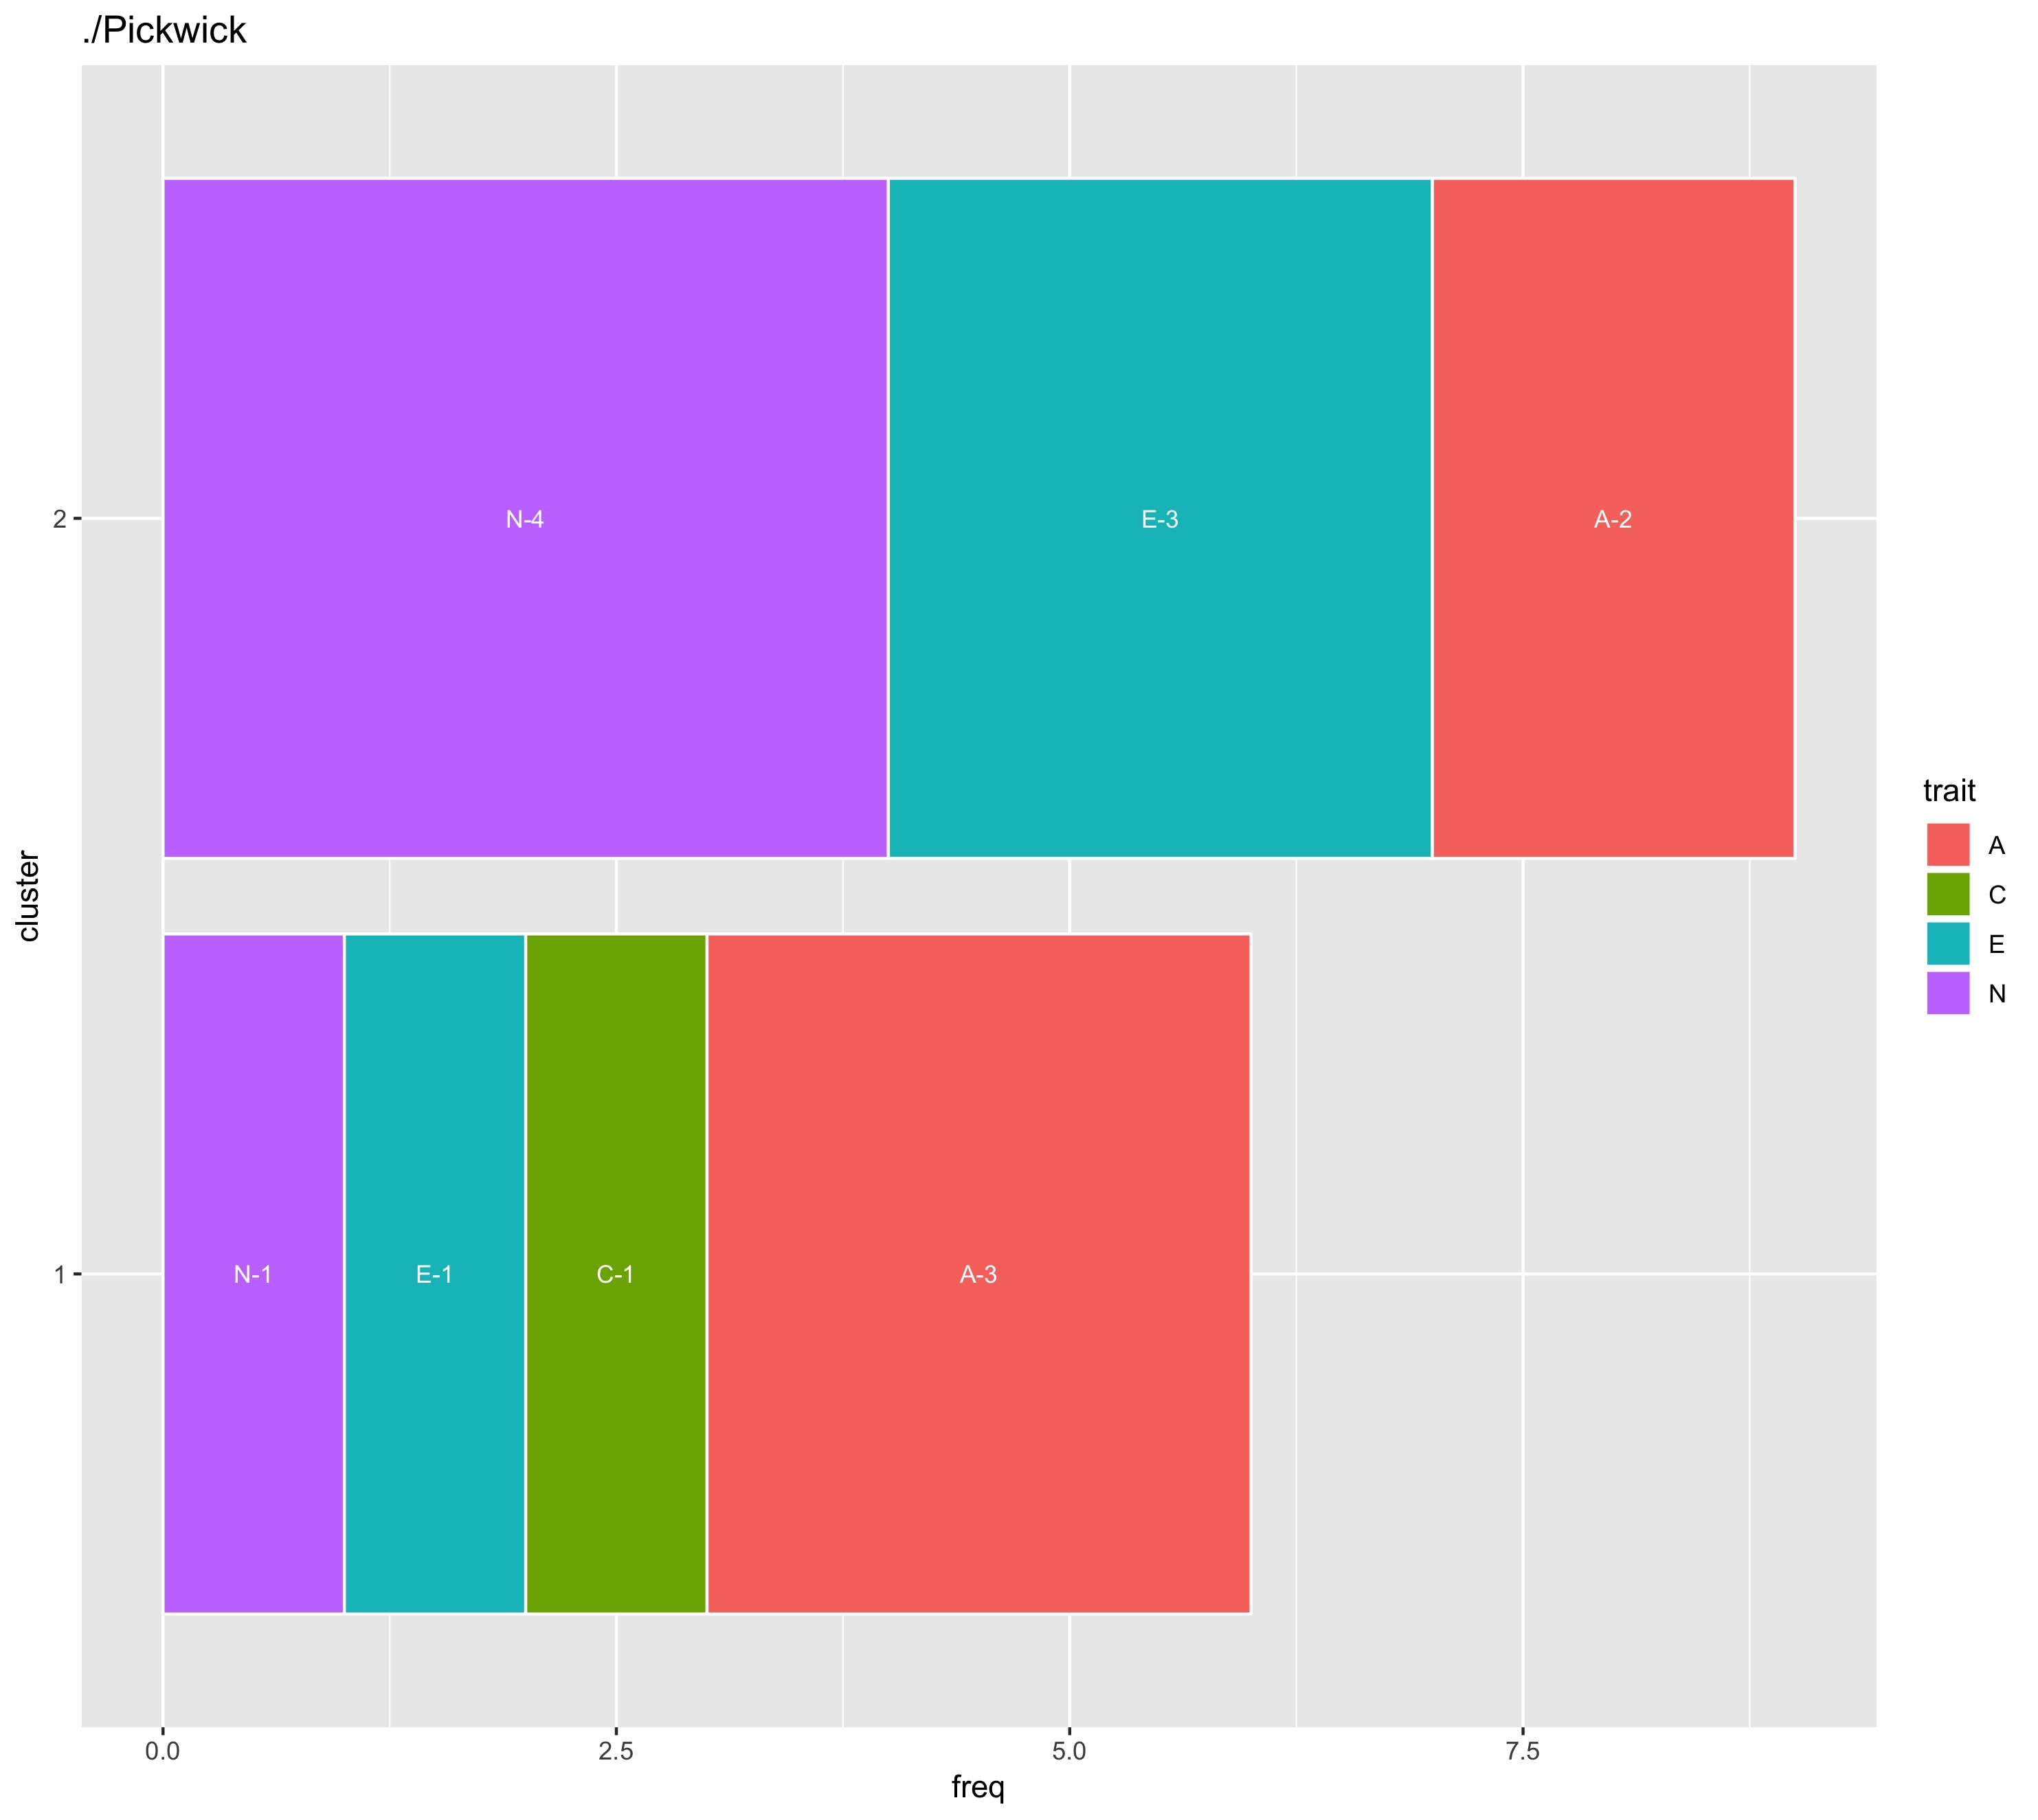 ./Pickwick
cluster
2
N-4
E-3
A-2
1
N-1
E-1
C-1
A-3
0.0
2.5
5.0
7.5
freq
trait
A
C
E
N